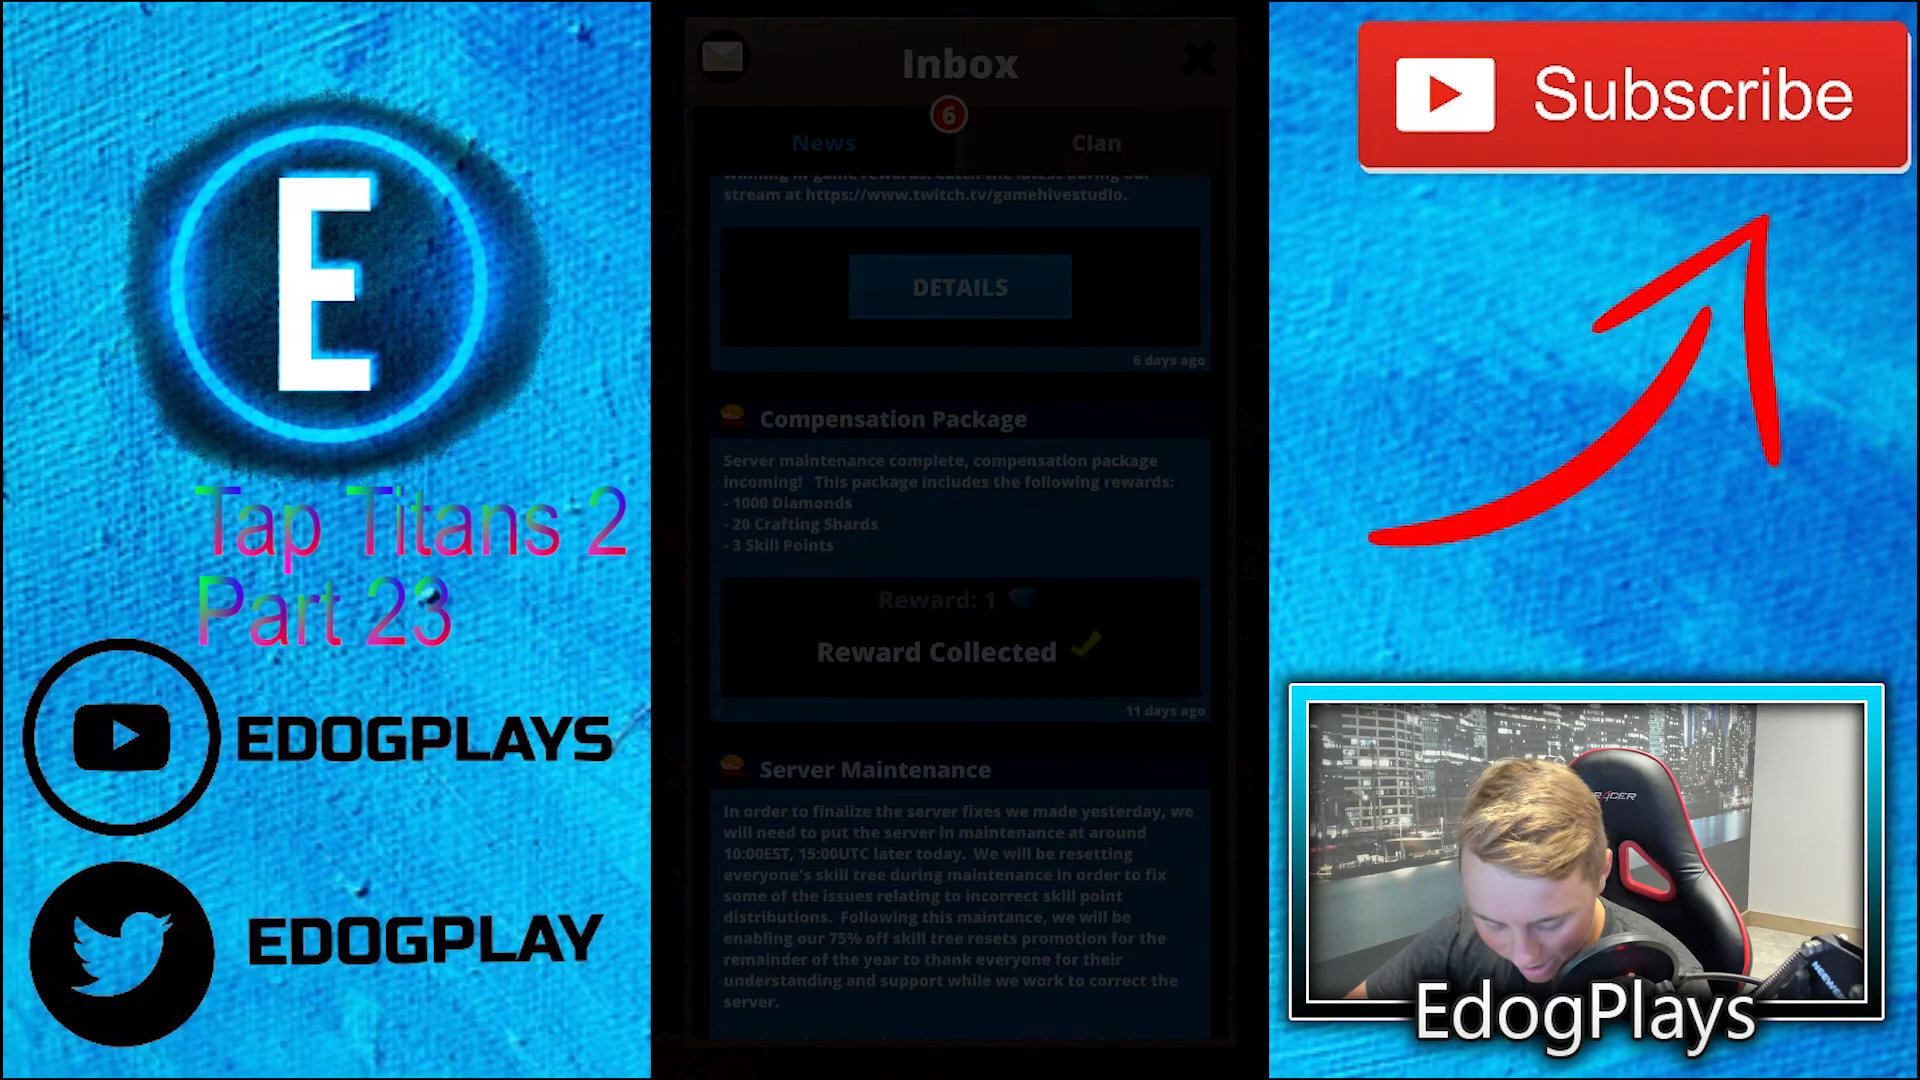 E
Tap Titans 2
Part 23
EDOGPLAYS
EDOGPLAY
Inbox
6
News
Clan
stream at https://www.twitch.tv/gamehivestudio.
DETAILS
6 days ago
Compensation Package
Server maintenance complete, compensation package
incoming! This package includes the following rewards:
- 1000 Diamonds
- 20 Crafting Shards
- 3 Skill Points
Reward: 1
Reward Collected
11 days ago
Server Maintenance
In order to finalize the server fixes we made yesterday, we
will need to put the server in maintenance at around
10:00EST, 15:00UTC later today. We will be resetting
everyone's skill tree during maintenance in order to fix
some of the issues relating to incorrect skill point
distributions. Following this maintance, we will be
enabling our 75% off skill tree resets promotion for the
remainder of the year to thank everyone for their
understanding and support while we work to correct the
server.
Subscribe
NEEWER
EdogPlays